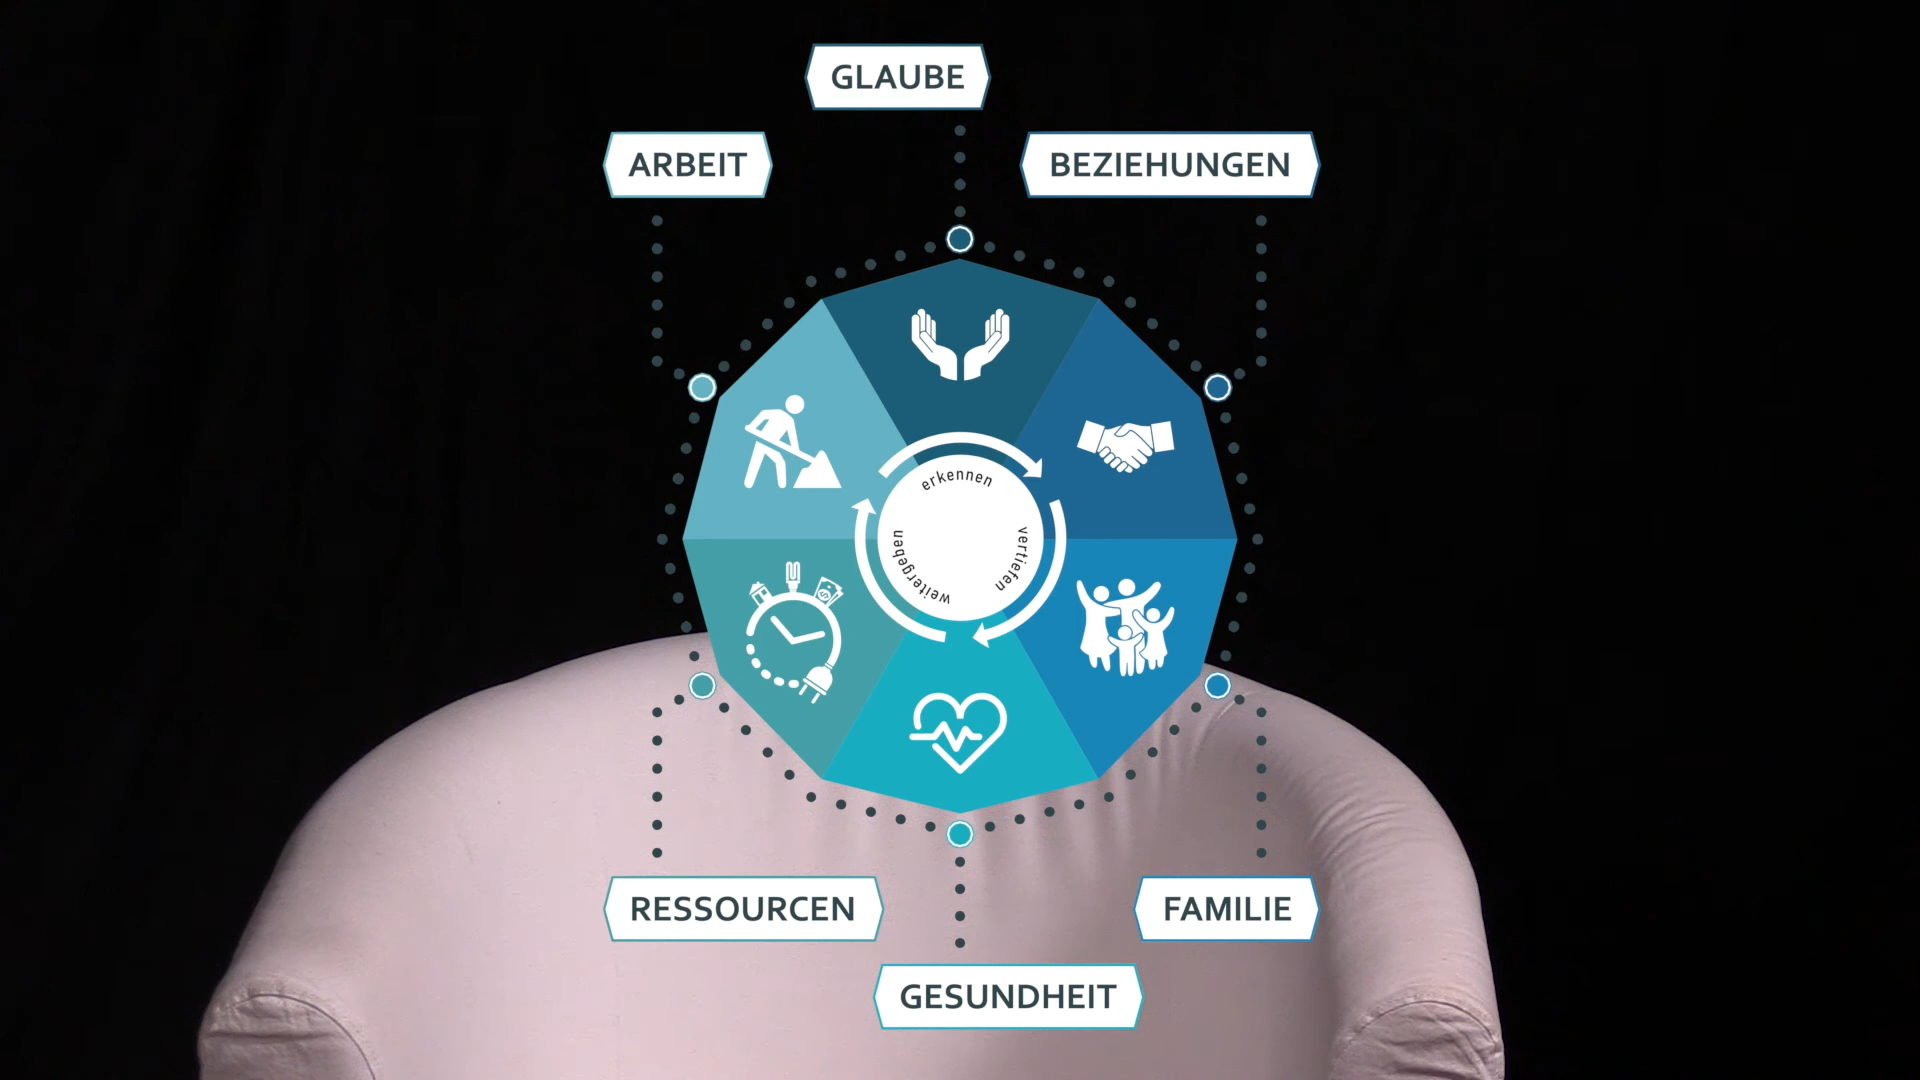 GLAUBE
ARBEIT
BEZIEHUNGEN
erkennen
vertiefen
weitergeben
RESSOURCEN
FAMILIE
GESUNDHEIT